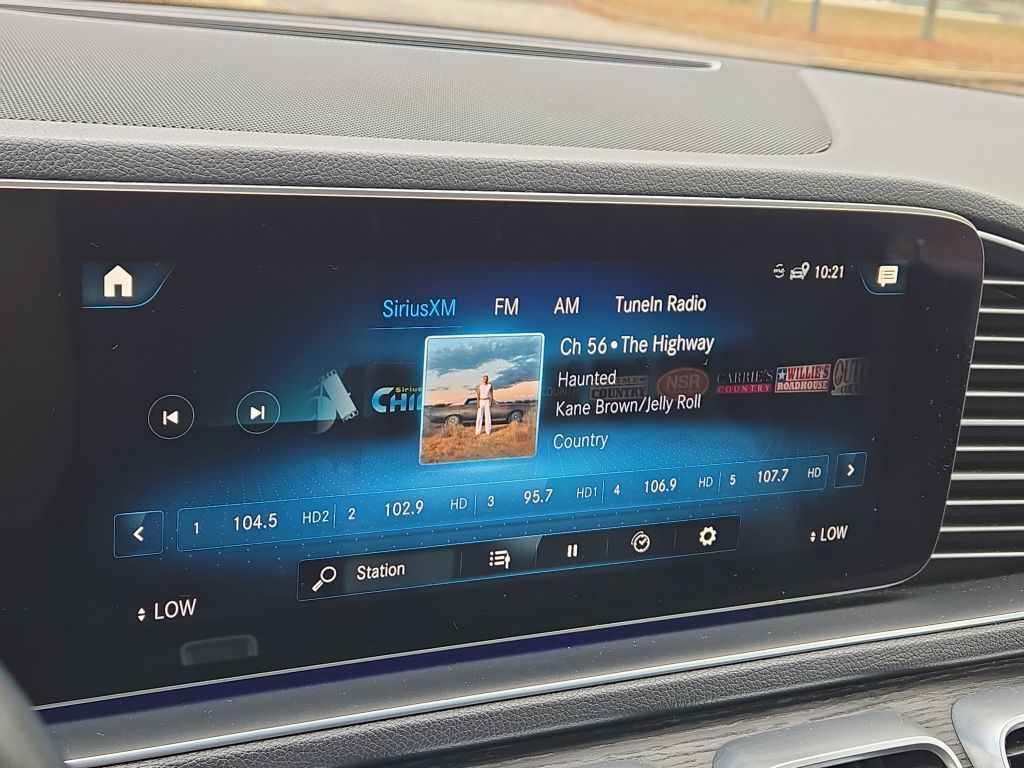 10:21
SiriusXM FM AM TuneIn Radio
Ch 56 • The Highway
Haunted
Kane Brown/Jelly Roll
Country
NSR
CARRIE'S
COUNTRY
WILLIE'S
ROADHOUSE
1 104.5 HD2 2 102.9 HD 3 95.7 HD1 4 106.9 HD 5 107.7 HD
Station
LOW
LOW